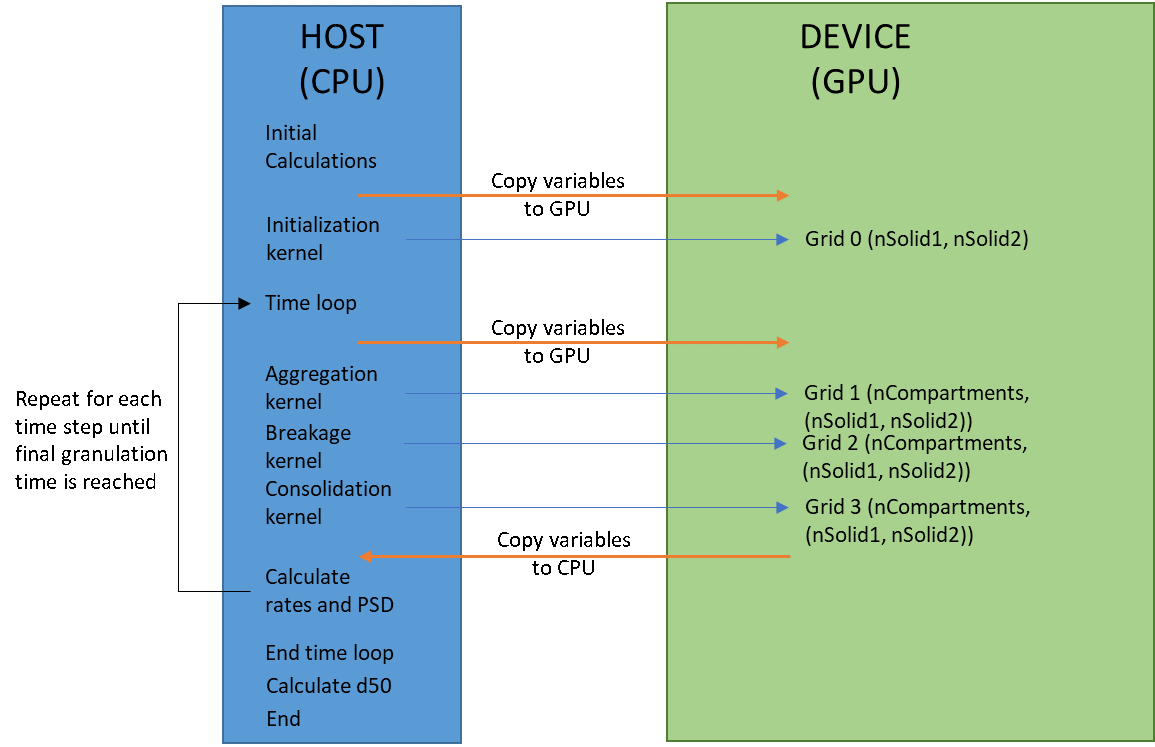 HOST
(CPU)
DEVICE
(GPU)
Initial
Calculations
Copy variables
to GPU
Initialization
kernel
Grid 0 (nSolid1, nSolid2)
Time loop
Copy variables
to GPU
Repeat for each
time step until
final granulation
time is reached
Aggregation
kernel
Grid 1 (nCompartments,
(nSolid1, nSolid2))
Breakage
kernel
Grid 2 (nCompartments,
(nSolid1, nSolid2))
Consolidation
kernel
Grid 3 (nCompartments,
(nSolid1, nSolid2))
Copy variables
to CPU
Calculate
rates and PSD
End time loop
Calculate d50
End